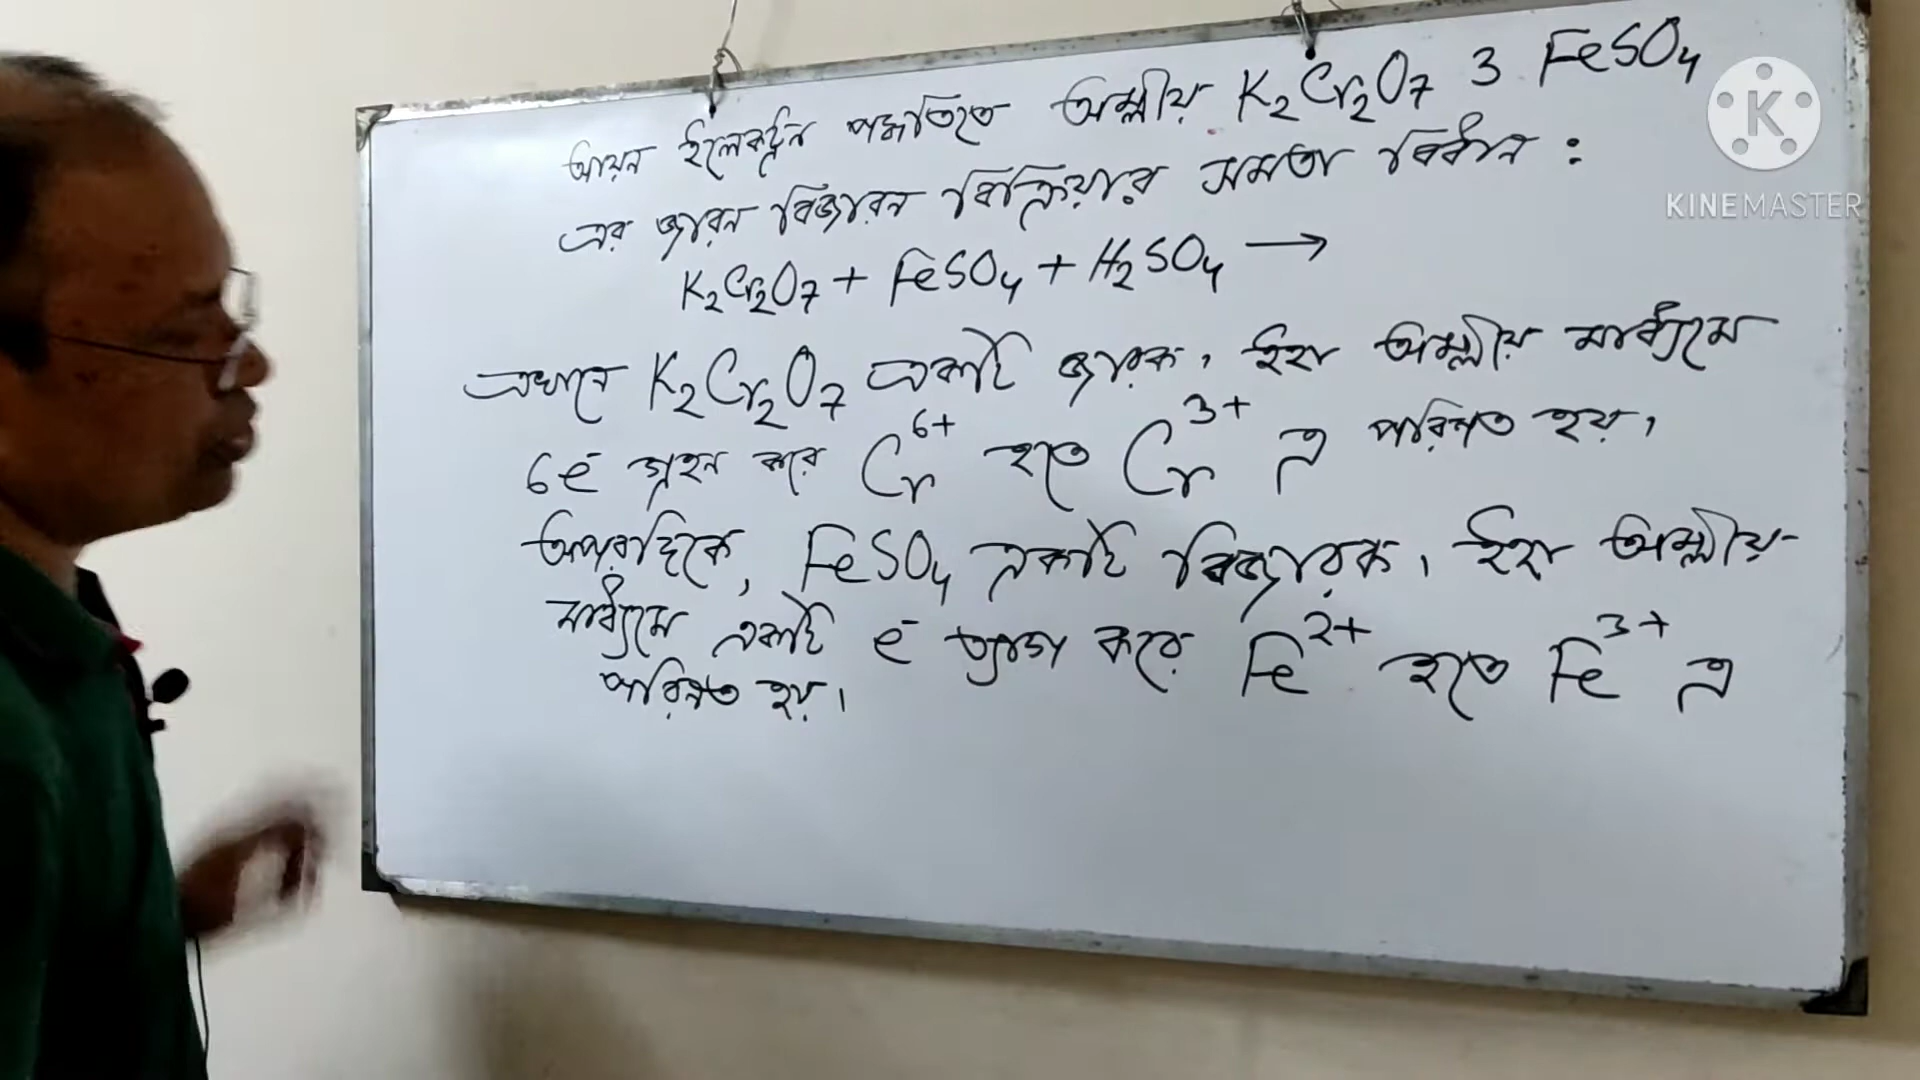 আয়ন ইলেকট্রন পদ্ধতিতে অম্লীয় K₂Cr₂O₇ ও FeSO₄
এর জারন বিজারন বিক্রিয়ার সমতা বিধান :
K₂Cr₂O₇ + FeSO₄ + H₂SO₄ →
এখানে K₂Cr₂O₇ একটি জারক। ইহা অম্লীয় মাধ্যমে
6e⁻ গ্রহন করে Cr⁶⁺ হতে Cr³⁺ এ পরিনত হয়।
অপরদিকে, FeSO₄ একটি বিজারক। ইহা অম্লীয়
মাধ্যমে একটি e⁻ ত্যাগ করে Fe²⁺ হতে Fe³⁺ এ
পরিনত হয়।
K
KINEMASTER